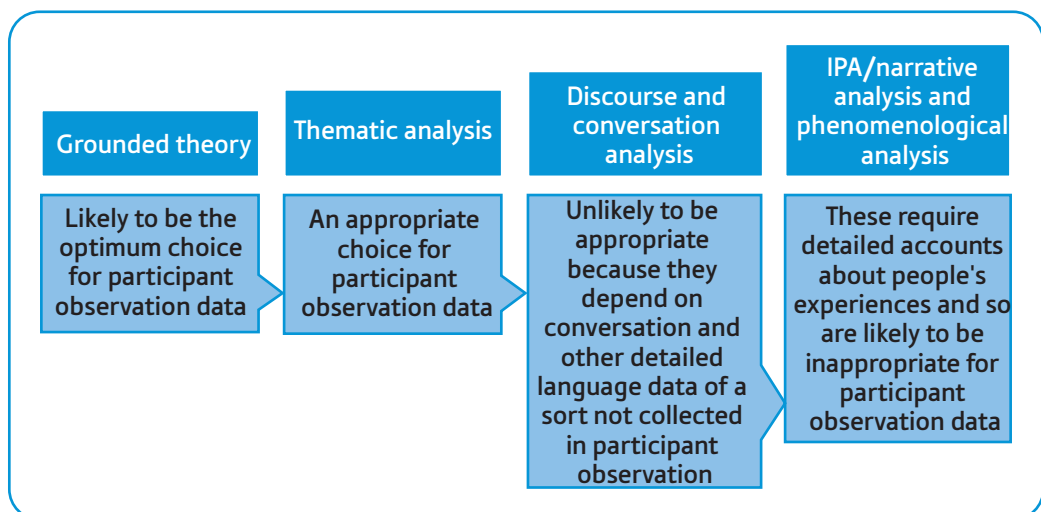 Grounded theory
Likely to be the
optimum choice
for participant
observation data
Thematic analysis
An appropriate
choice for
participant
observation data
Discourse and
conversation
analysis
Unlikely to be
appropriate
because they
depend on
conversation and
other detailed
language data of a
sort not collected
in participant
observation
IPA/narrative
analysis and
phenomenological
analysis
These require
detailed accounts
about people's
experiences and so
are likely to be
inappropriate for
participant
observation data